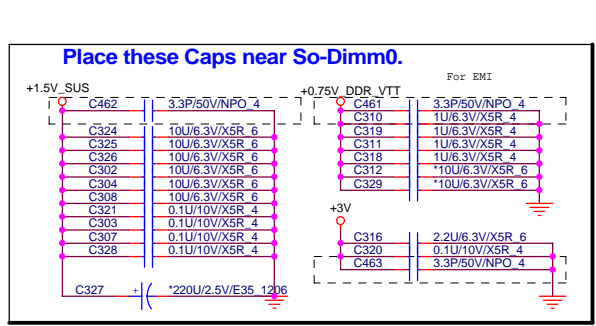 Place these Caps near So-Dimm0.
For EMI
+1.5V_SUS
C462 3.3P/50V/NPO_4
C324 10U/6.3V/X5R_6
C325 10U/6.3V/X5R_6
C326 10U/6.3V/X5R_6
C302 10U/6.3V/X5R_6
C304 10U/6.3V/X5R_6
C308 10U/6.3V/X5R_6
C321 0.1U/10V/X5R_4
C303 0.1U/10V/X5R_4
C307 0.1U/10V/X5R_4
C328 0.1U/10V/X5R_4
C327 + *220U/2.5V/E35_1206
+0.75V_DDR_VTT
C461 3.3P/50V/NPO_4
C310 1U/6.3V/X5R_4
C319 1U/6.3V/X5R_4
C311 1U/6.3V/X5R_4
C318 1U/6.3V/X5R_4
C312 *10U/6.3V/X5R_6
C329 *10U/6.3V/X5R_6
+3V
C316 2.2U/6.3V/X5R_6
C320 0.1U/10V/X5R_4
C463 3.3P/50V/NPO_4